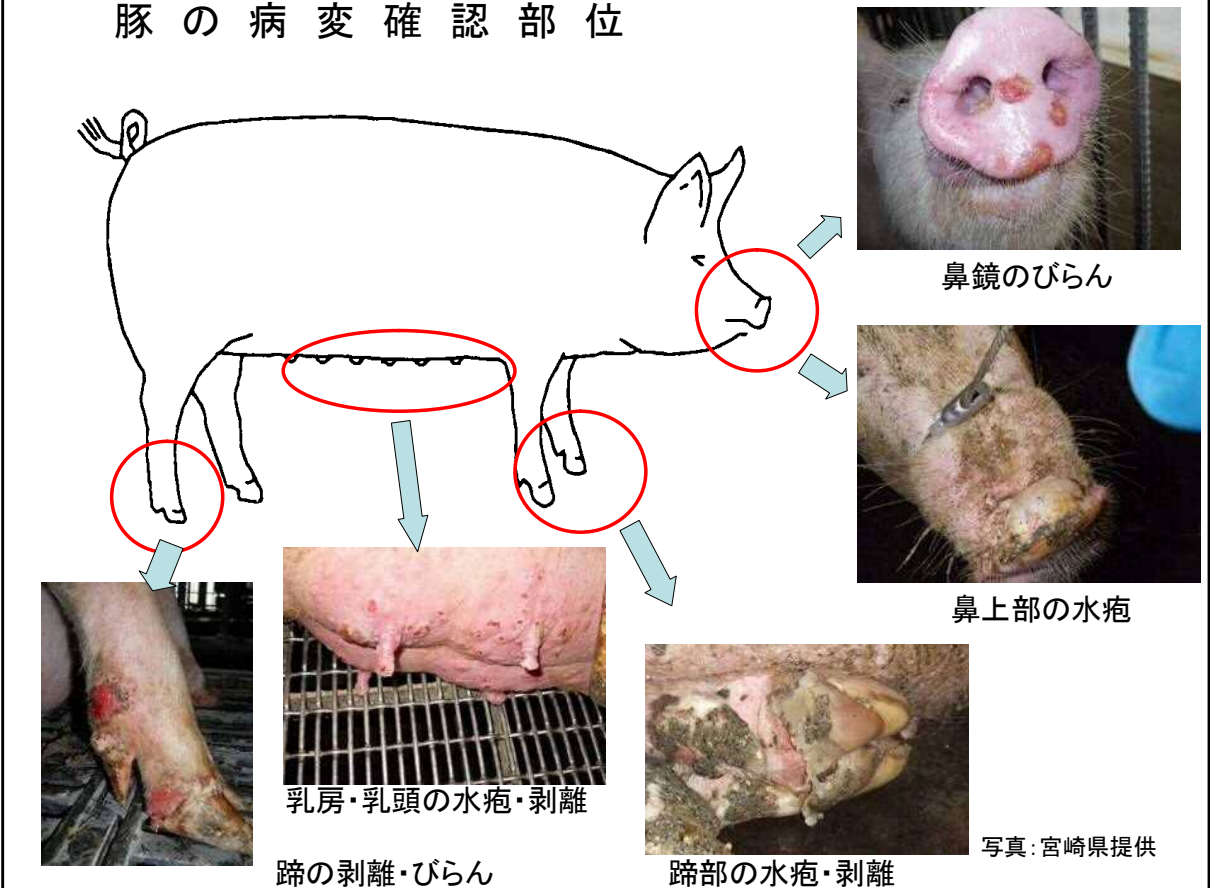 豚の病変確認部位
鼻鏡のびらん
鼻上部の水疱
乳房・乳頭の水疱・剥離
蹄の剥離・びらん
蹄部の水疱・剥離
写真：宮崎県提供